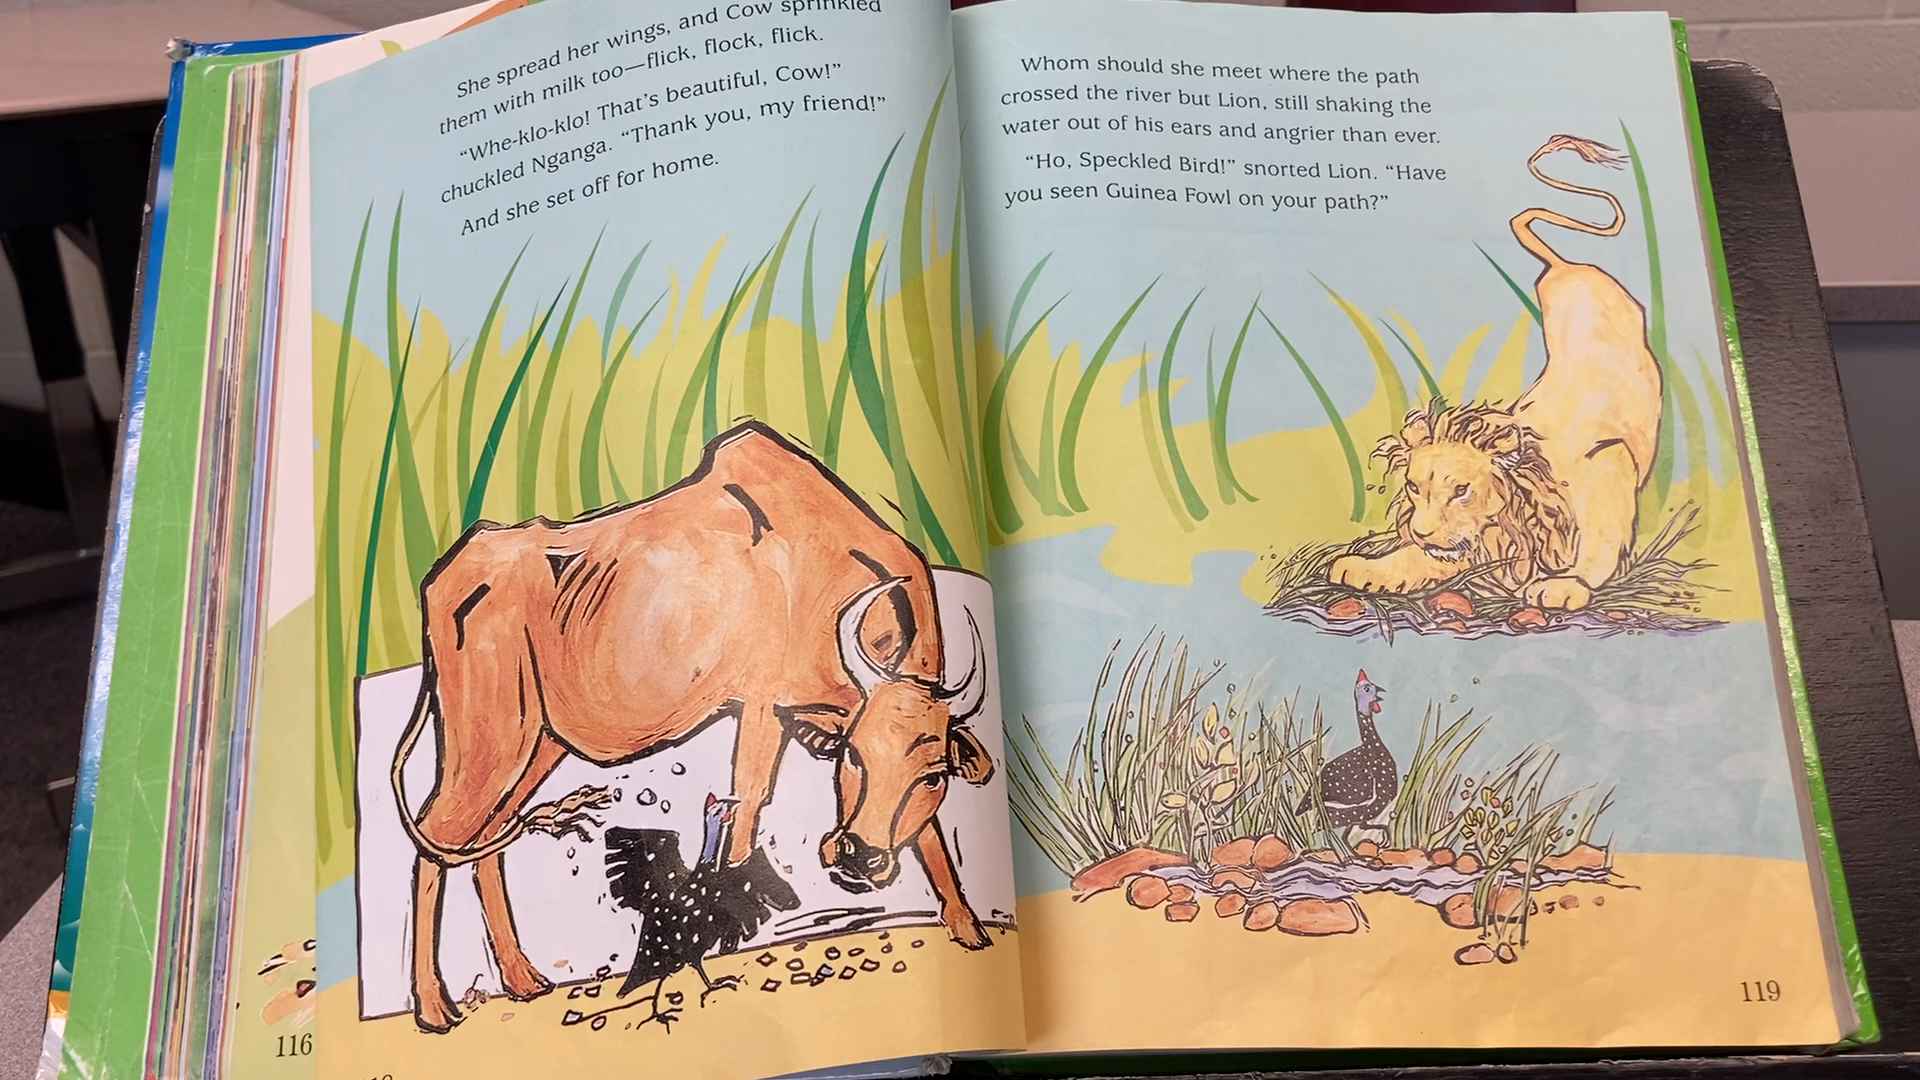 She spread her wings, and Cow sprinkled
them with milk too—flick, flock, flick.
“Whe-klo-klo! That’s beautiful, Cow!”
chuckled Nganga. “Thank you, my friend!”
And she set off for home.
116
Whom should she meet where the path
crossed the river but Lion, still shaking the
water out of his ears and angrier than ever.
“Ho, Speckled Bird!” snorted Lion. “Have
you seen Guinea Fowl on your path?”
119